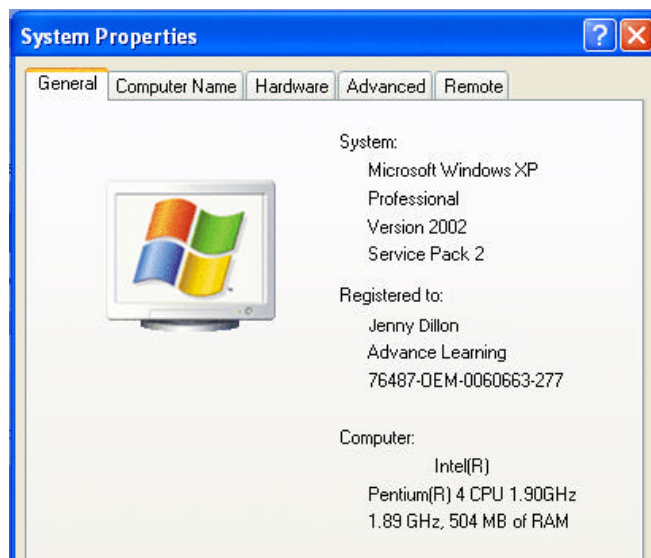 System Properties
General Computer Name Hardware Advanced Remote
System:
Microsoft Windows XP
Professional
Version 2002
Service Pack 2
Registered to:
Jenny Dillon
Advance Learning
76487-OEM-0060663-277
Computer:
Intel(R)
Pentium(R) 4 CPU 1.90GHz
1.89 GHz, 504 MB of RAM